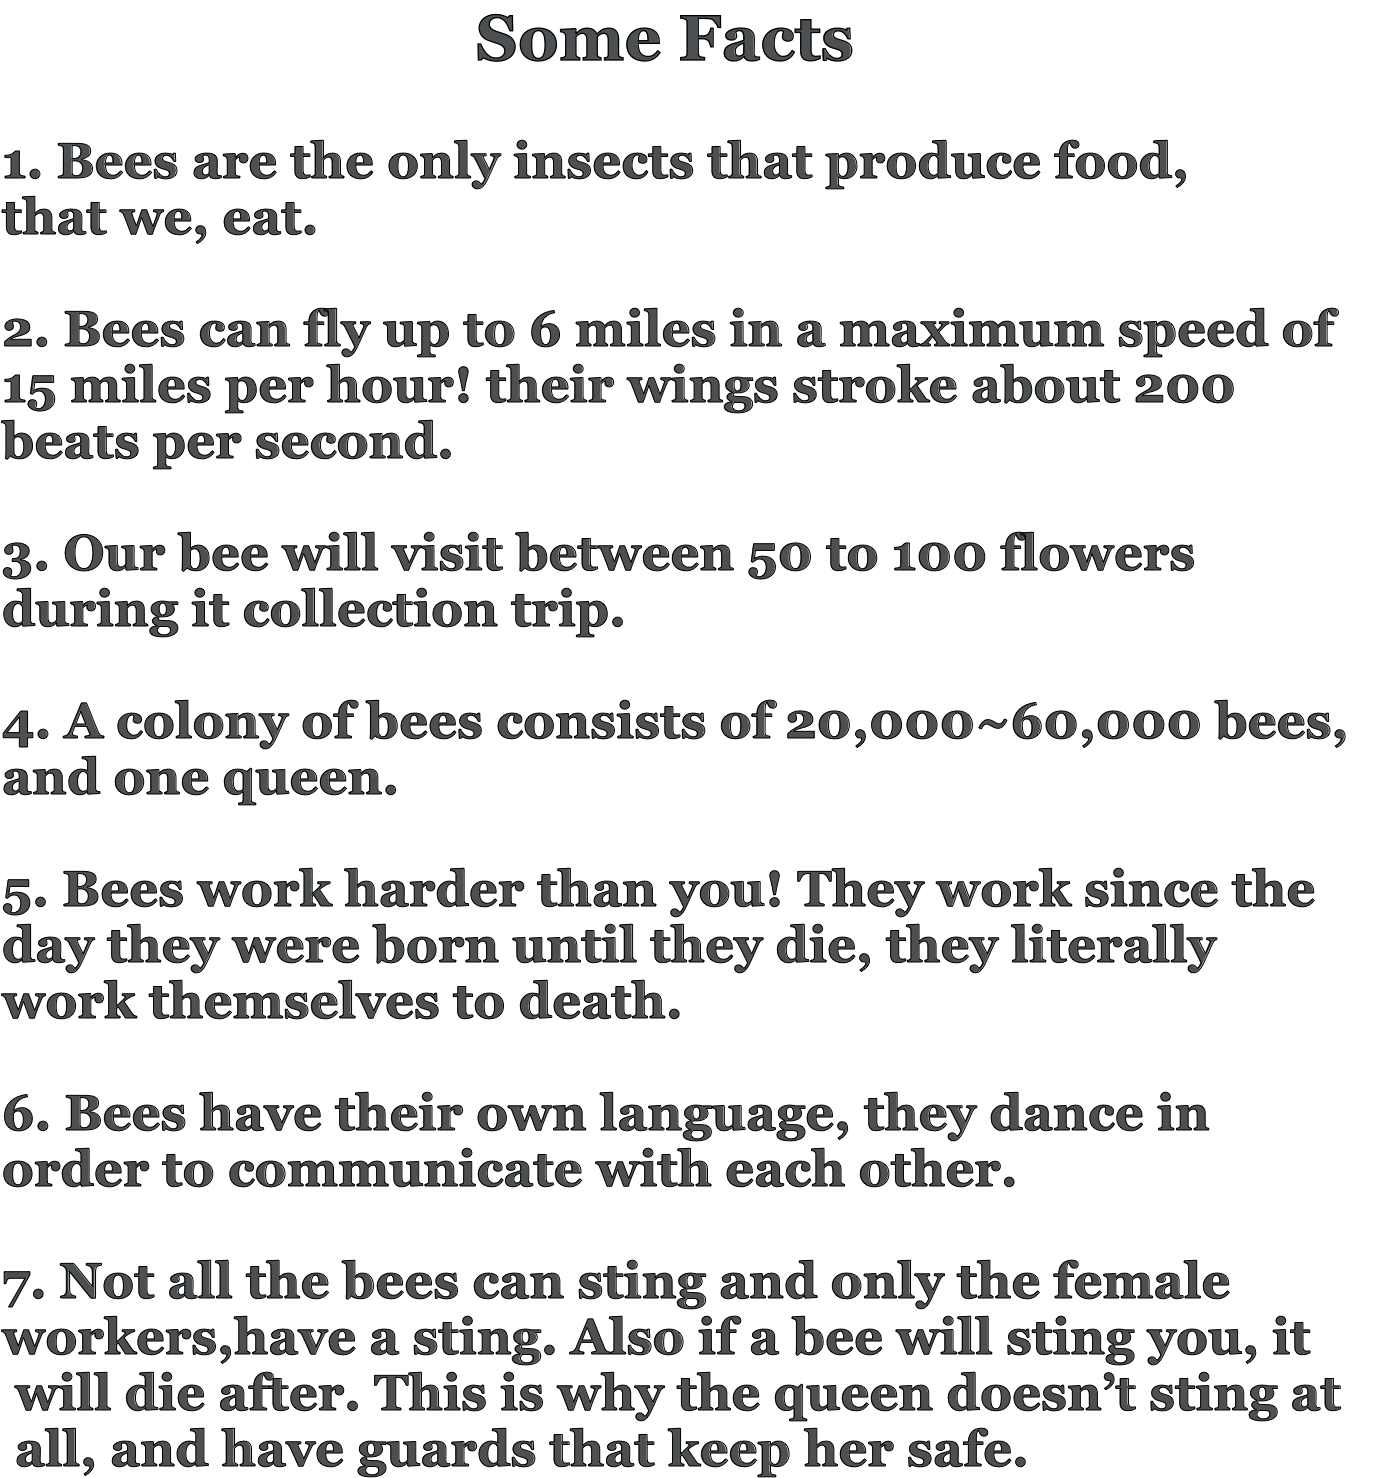 Some Facts
1. Bees are the only insects that produce food,
that we, eat.
2. Bees can fly up to 6 miles in a maximum speed of
15 miles per hour! their wings stroke about 200
beats per second.
3. Our bee will visit between 50 to 100 flowers
during it collection trip.
4. A colony of bees consists of 20,000~60,000 bees,
and one queen.
5. Bees work harder than you! They work since the
day they were born until they die, they literally
work themselves to death.
6. Bees have their own language, they dance in
order to communicate with each other.
7. Not all the bees can sting and only the female
workers,have a sting. Also if a bee will sting you, it
will die after. This is why the queen doesn’t sting at
all, and have guards that keep her safe.